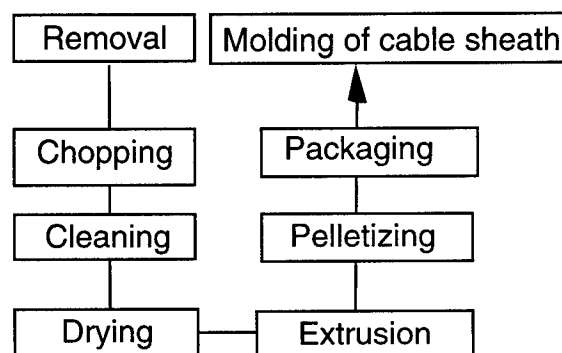 Removal
Chopping
Cleaning
Drying
Extrusion
Pelletizing
Packaging
Molding of cable sheath